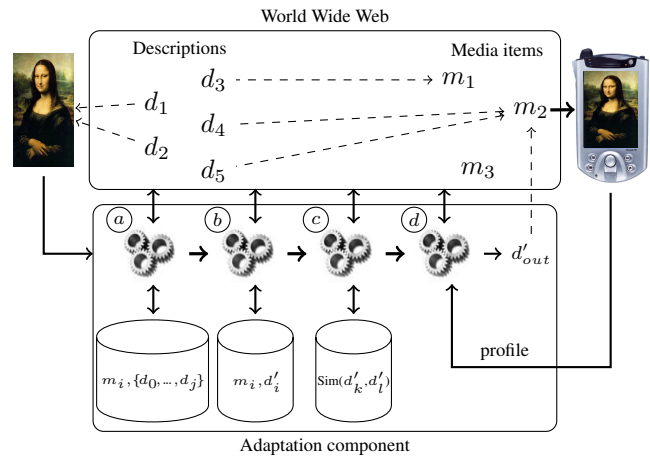 World Wide Web
Descriptions
Media items
d₃
m₁
d₁
m₂
d₄
d₂
d₅
m₃
a
b
c
d
d′ₒᵤₜ
mᵢ,{d₀,...,dⱼ}
mᵢ,d′ᵢ
Sim(d′ₖ,d′ₗ)
profile
Adaptation component